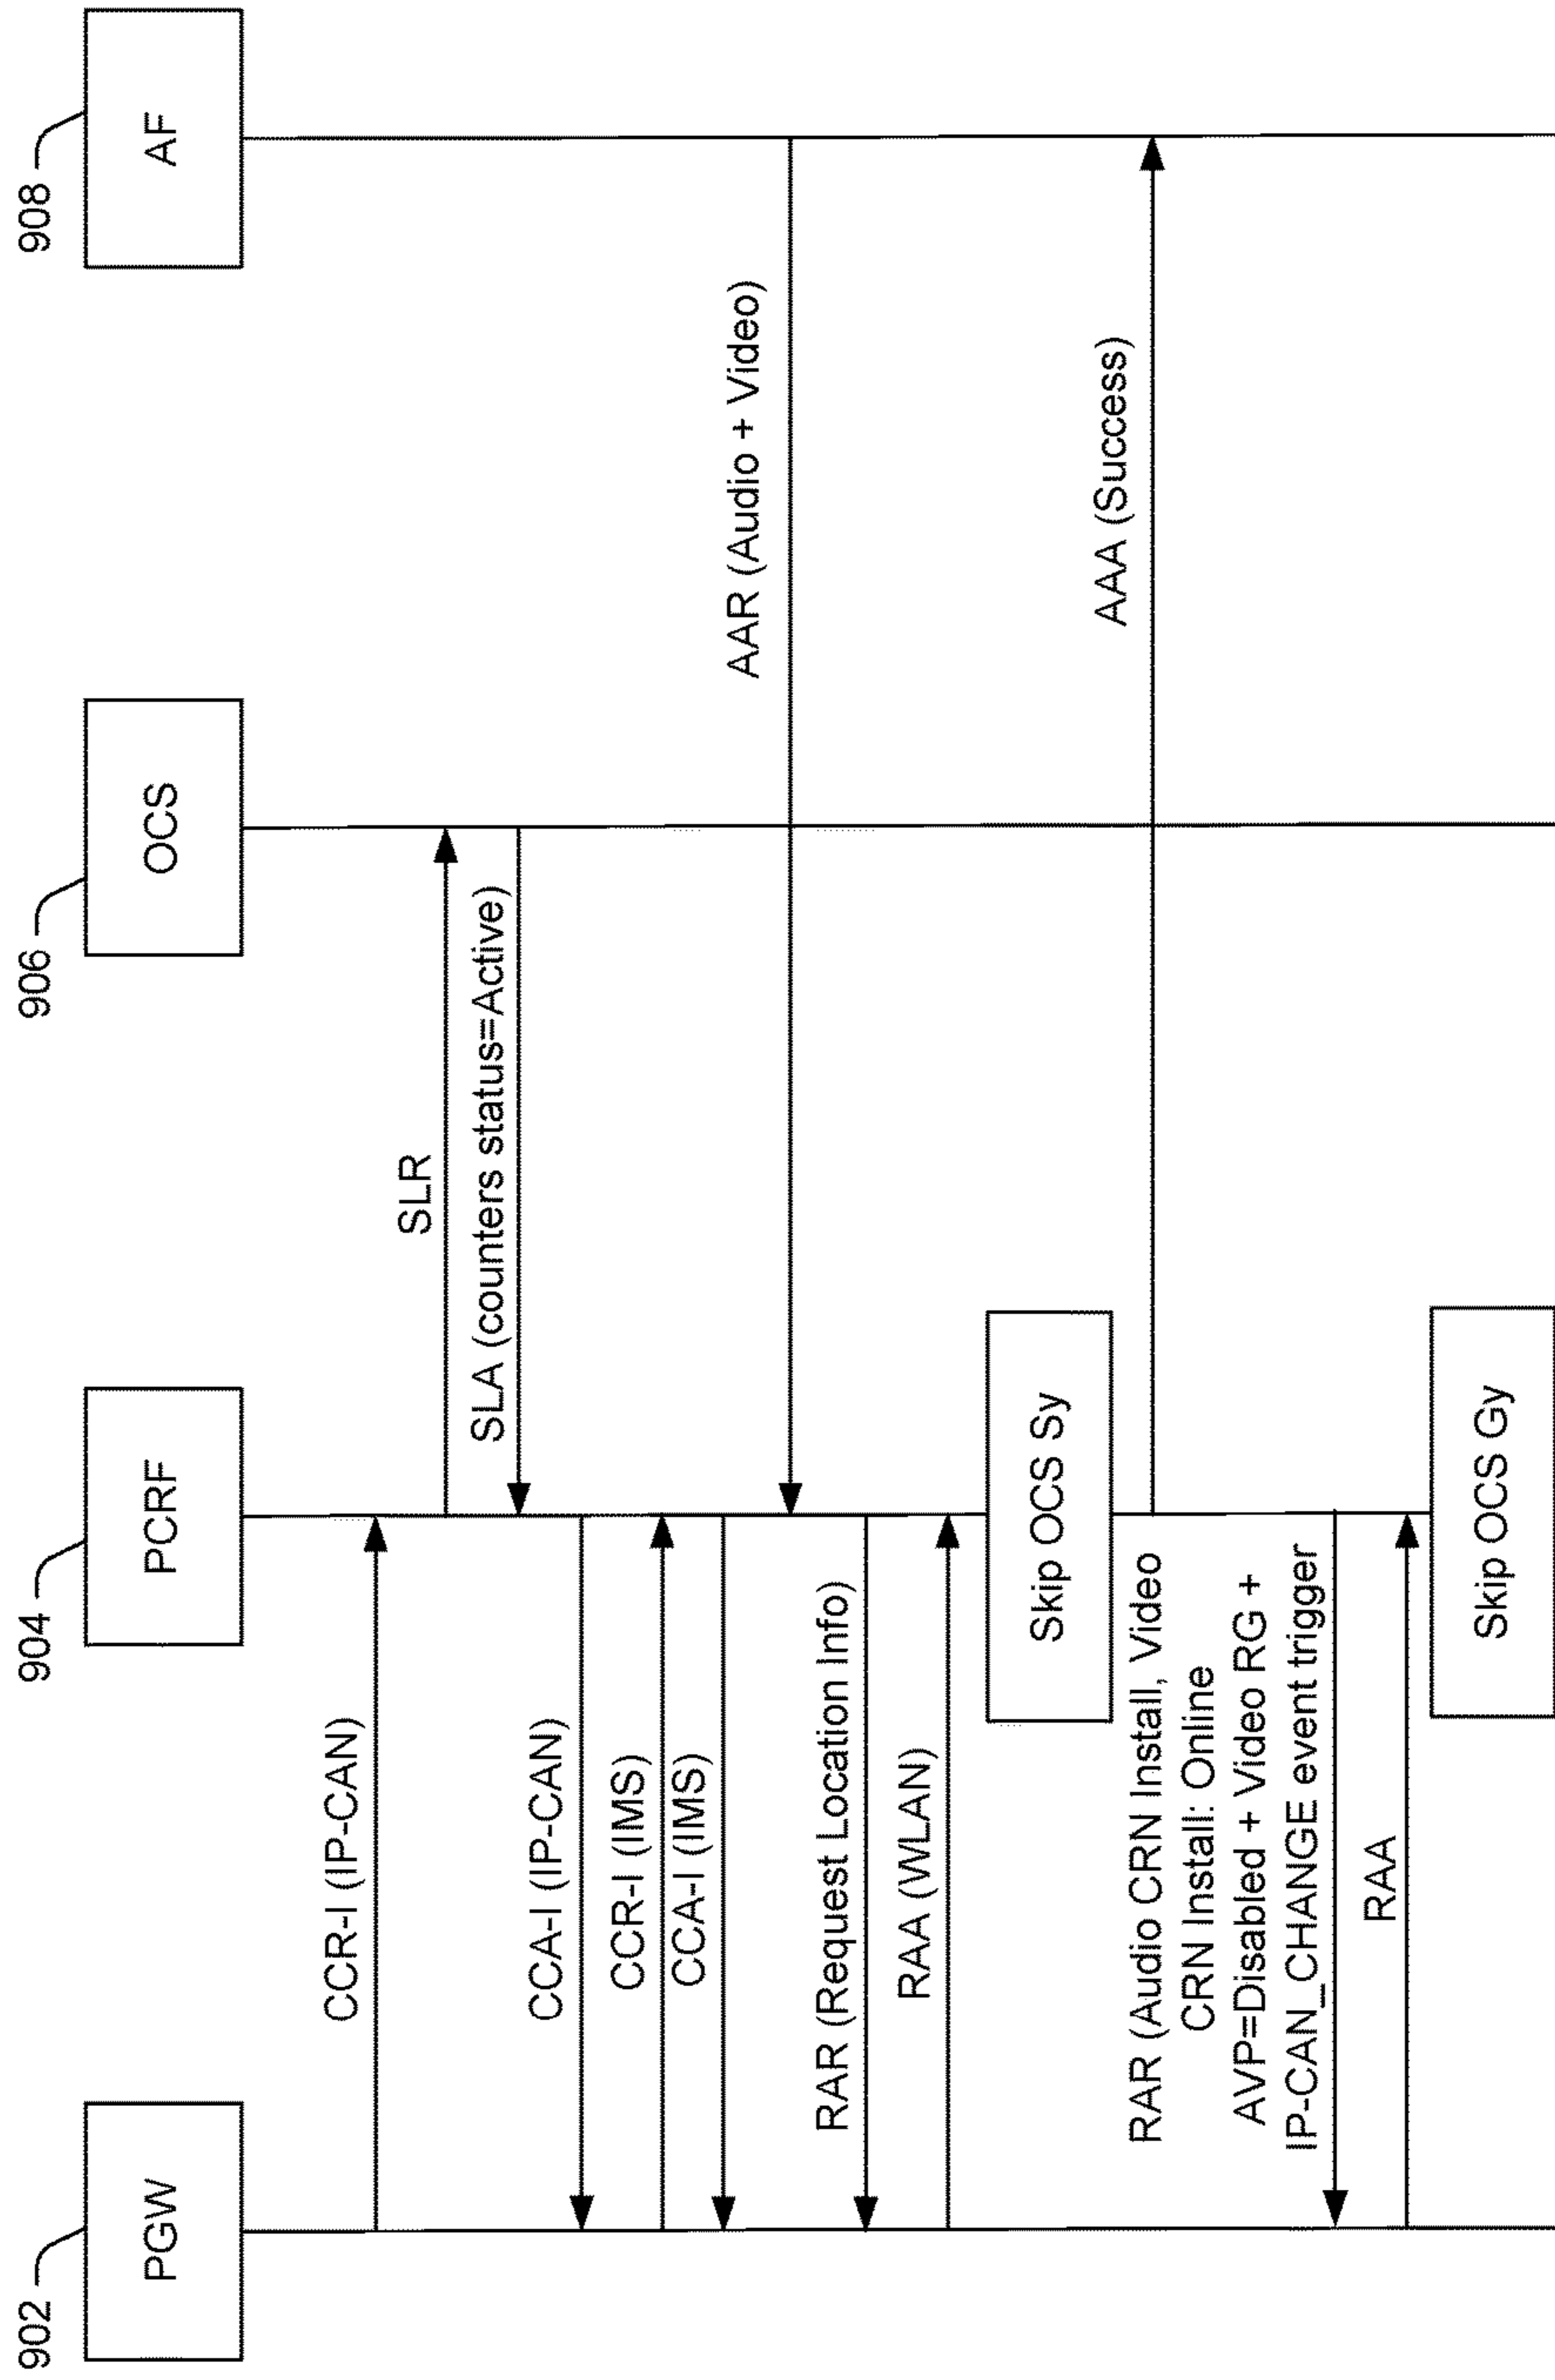 902
904
906
908
PGW
PCRF
OCS
AF
CCR-I (IP-CAN)
SLR
SLA (counters status=Active)
CCA-I (IP-CAN)
CCR-I (IMS)
CCA-I (IMS)
AAR (Audio + Video)
RAR (Request Location Info)
RAA (WLAN)
Skip OCS Sy
AAA (Success)
RAR (Audio CRN Install, Video
CRN Install: Online
AVP=Disabled + Video RG +
IP-CAN_CHANGE event trigger
RAA
Skip OCS Gy